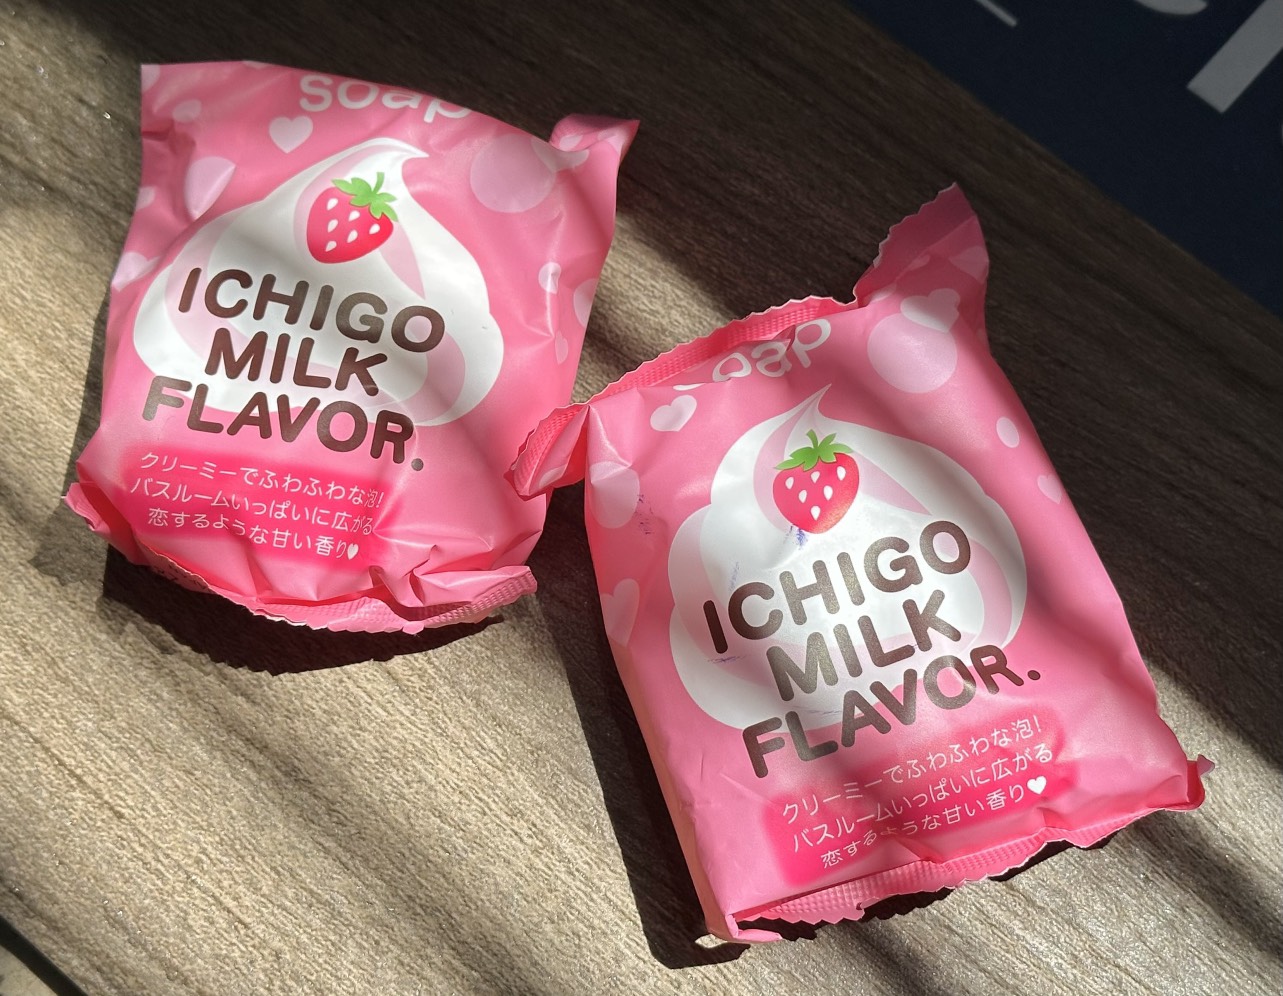 soap
ICHIGO
MILK
FLAVOR.
クリーミーでふわふわな泡!
バスルームいっぱいに広がる
恋するような甘い香り♥
oap
ICHIGO
MILK
FLAVOR.
クリーミーでふわふわな泡!
バスルームいっぱいに広がる
恋するような甘い香り♥